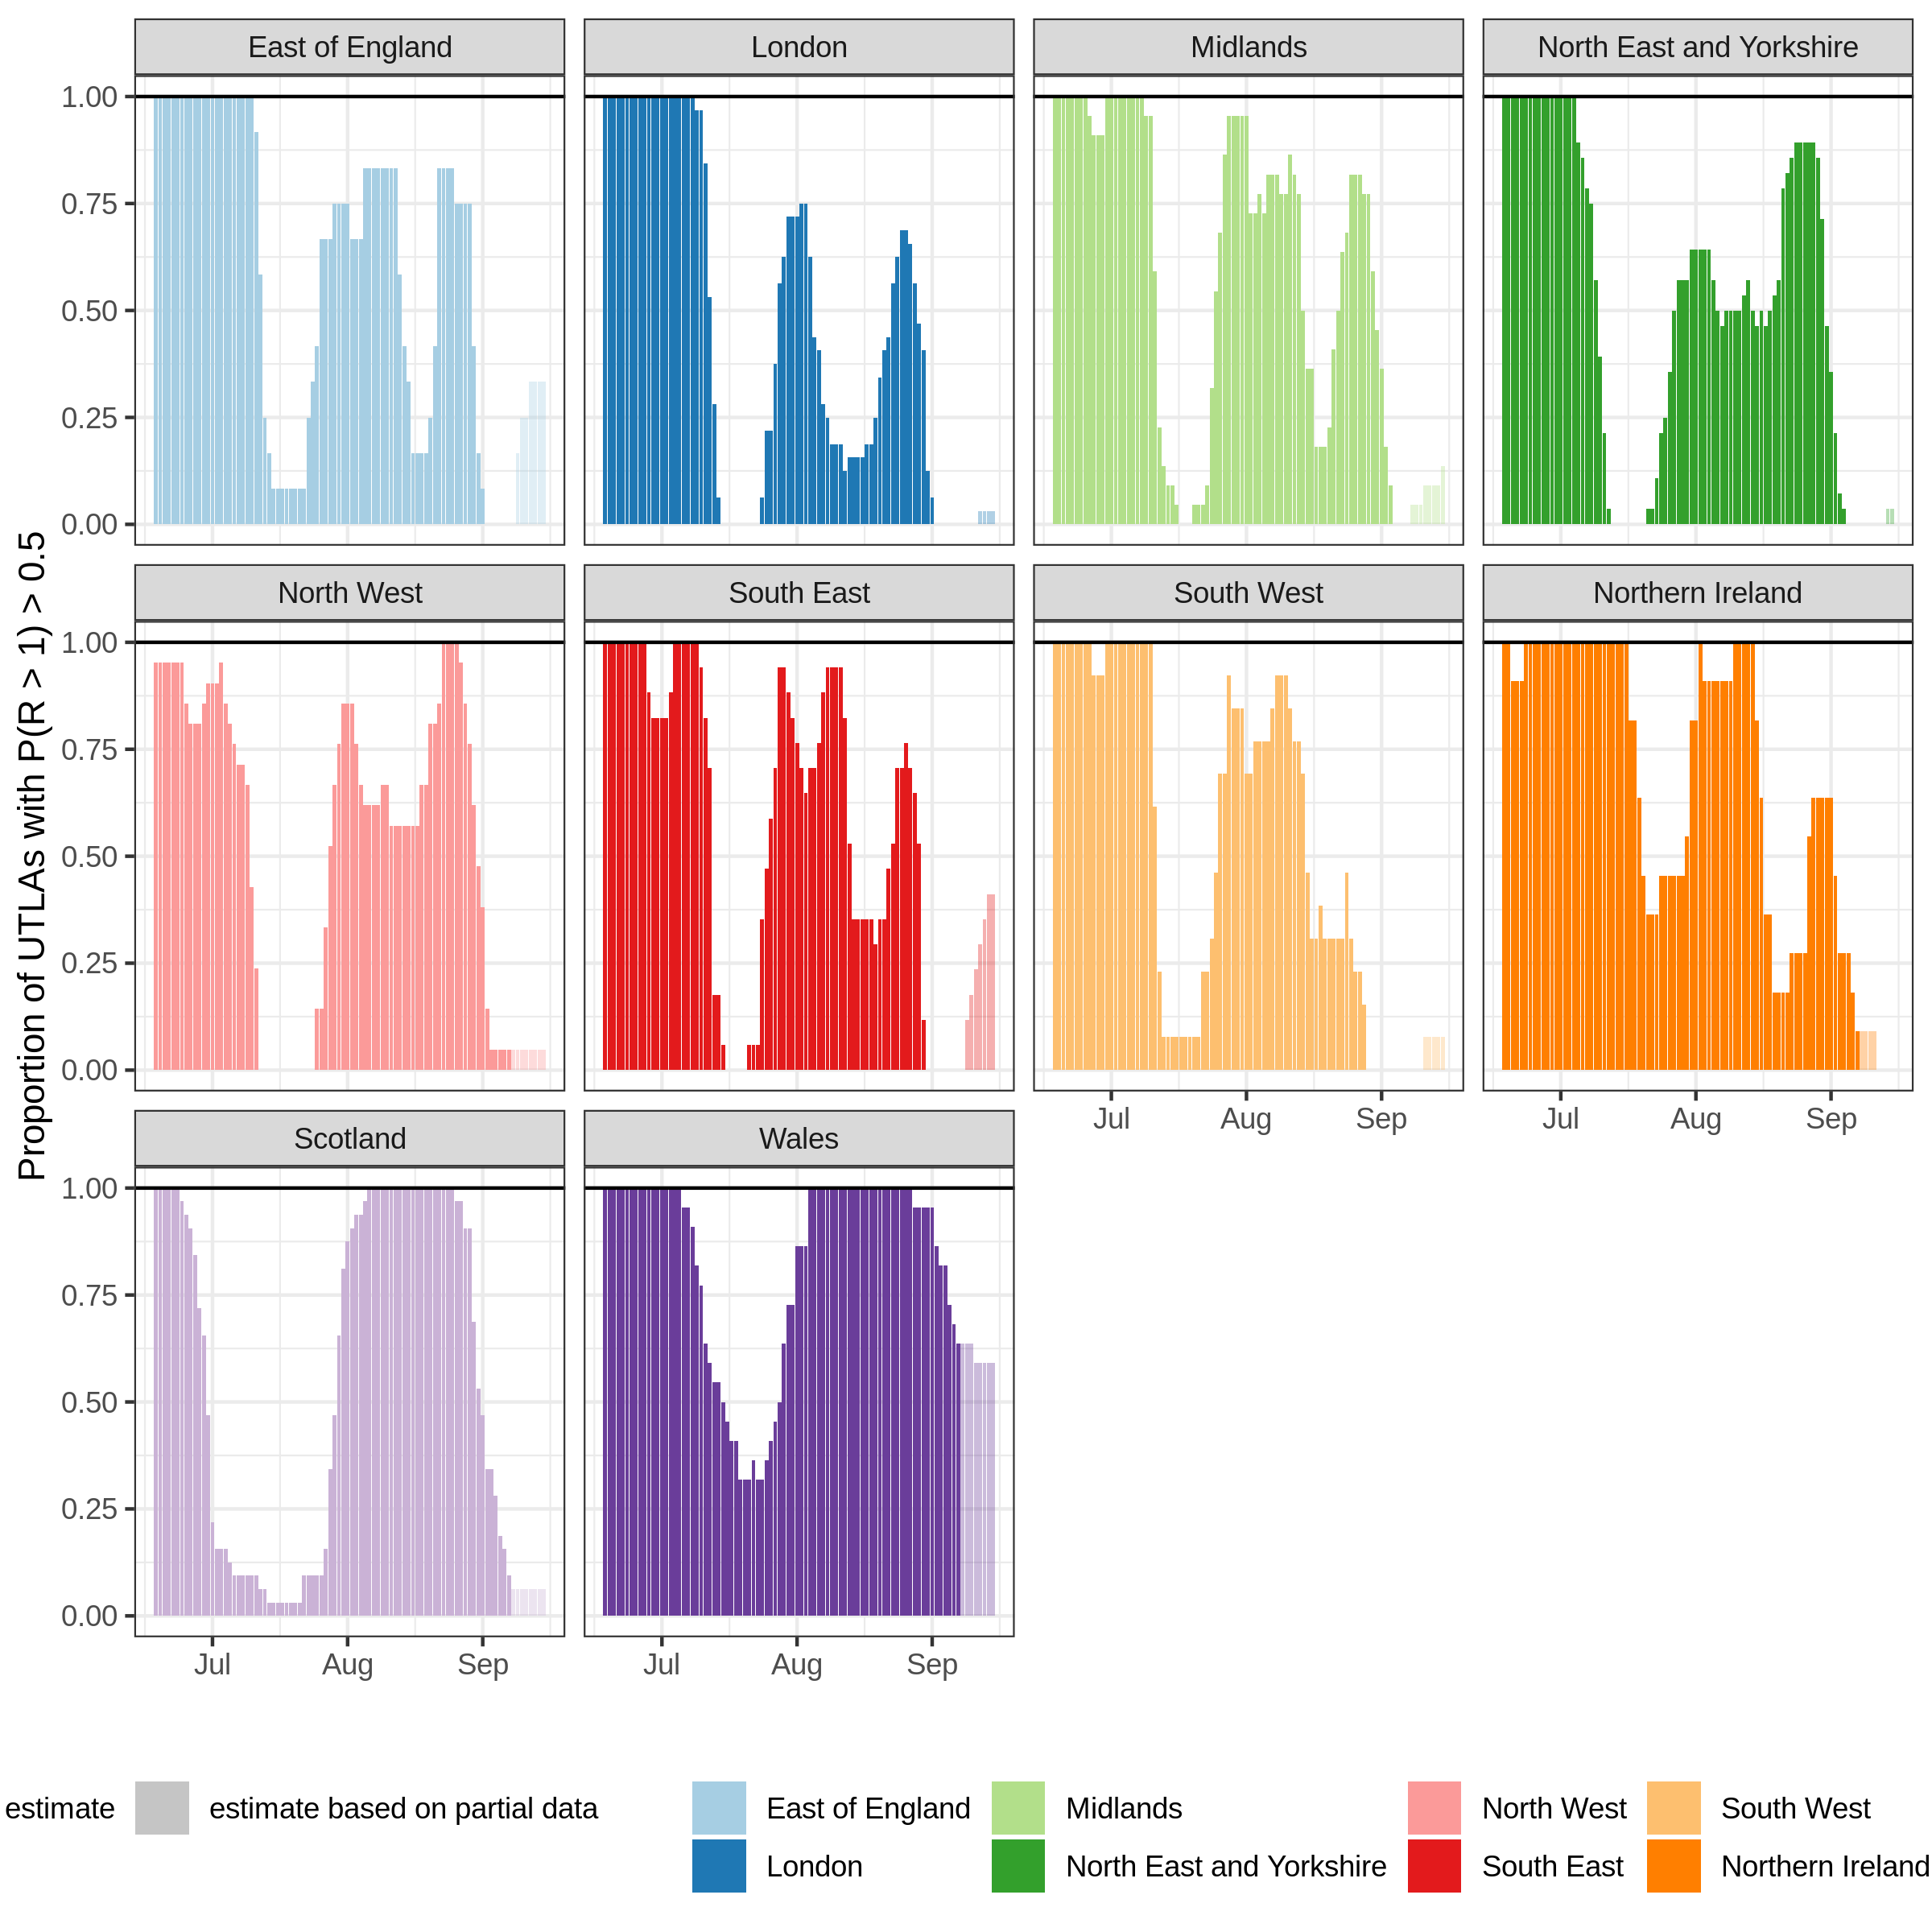 East of England London Midlands North East and Yorkshire
1.00
0.75
0.50
0.25
0.00
North West South East South West Northern Ireland
1.00
0.75
0.50
0.25
0.00
Jul Aug Sep Jul Aug Sep
Scotland Wales
1.00
0.75
0.50
0.25
0.00
Jul Aug Sep Jul Aug Sep
Proportion of UTLAs with P(R > 1) > 0.5
estimate estimate based on partial data East of England Midlands North West South West
London North East and Yorkshire South East Northern Ireland